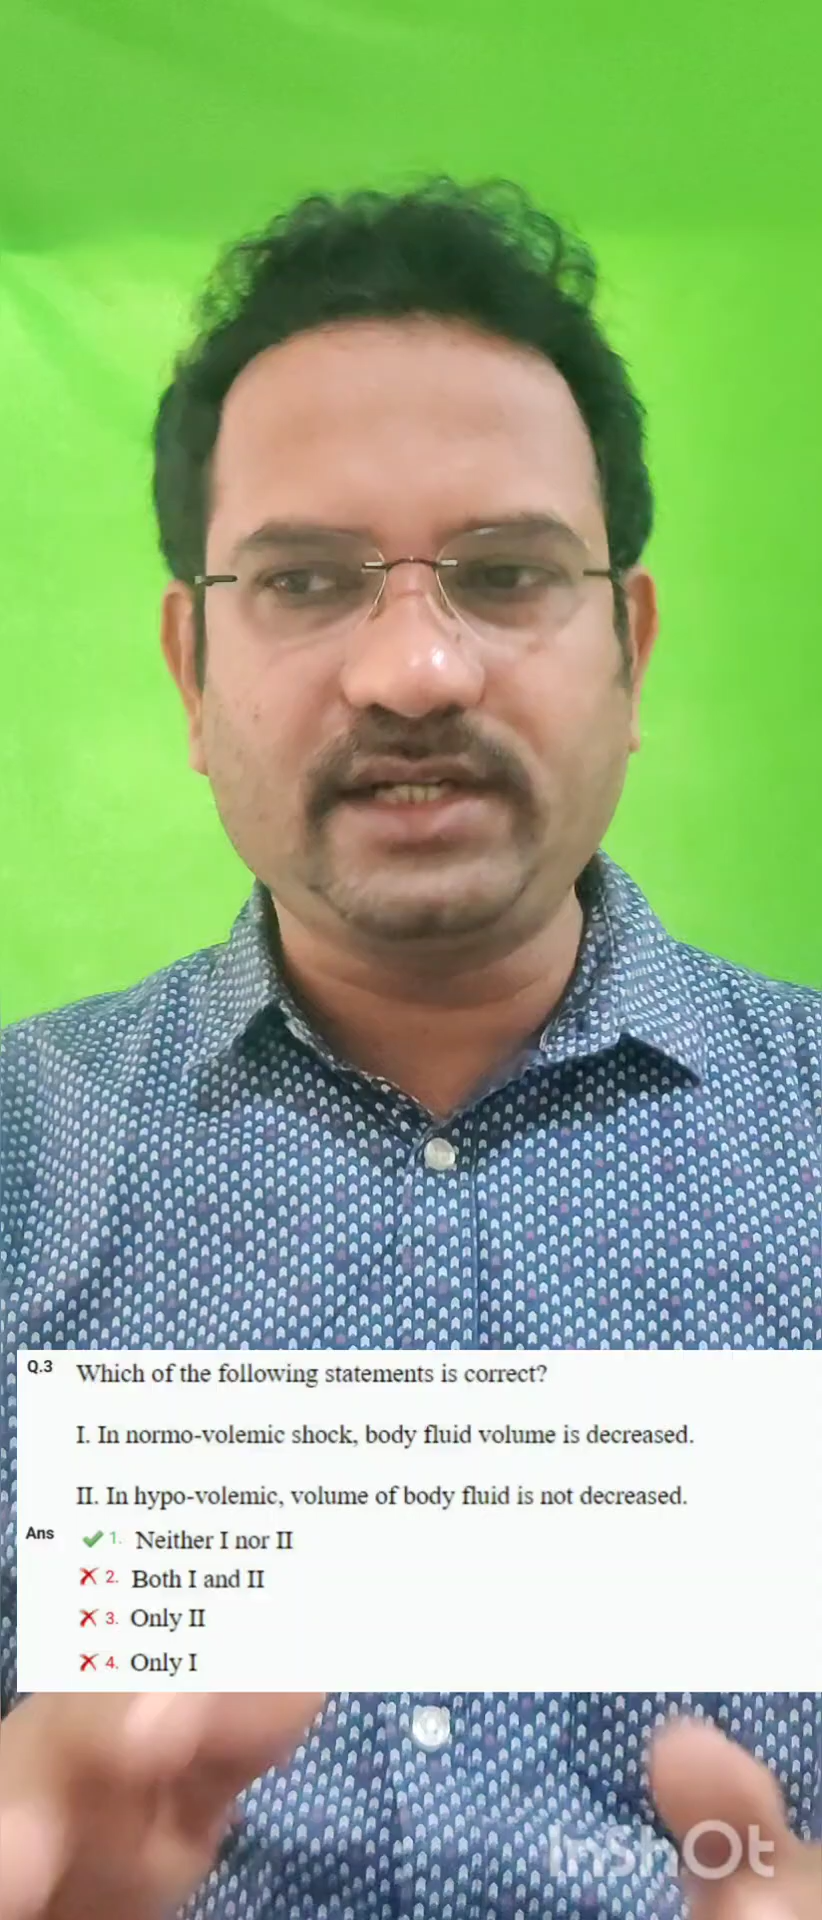 Q.3 Which of the following statements is correct?
I. In normo-volemic shock, body fluid volume is decreased.
II. In hypo-volemic, volume of body fluid is not decreased.
Ans 1. Neither I nor II
2. Both I and II
3. Only II
4. Only I
InShOt